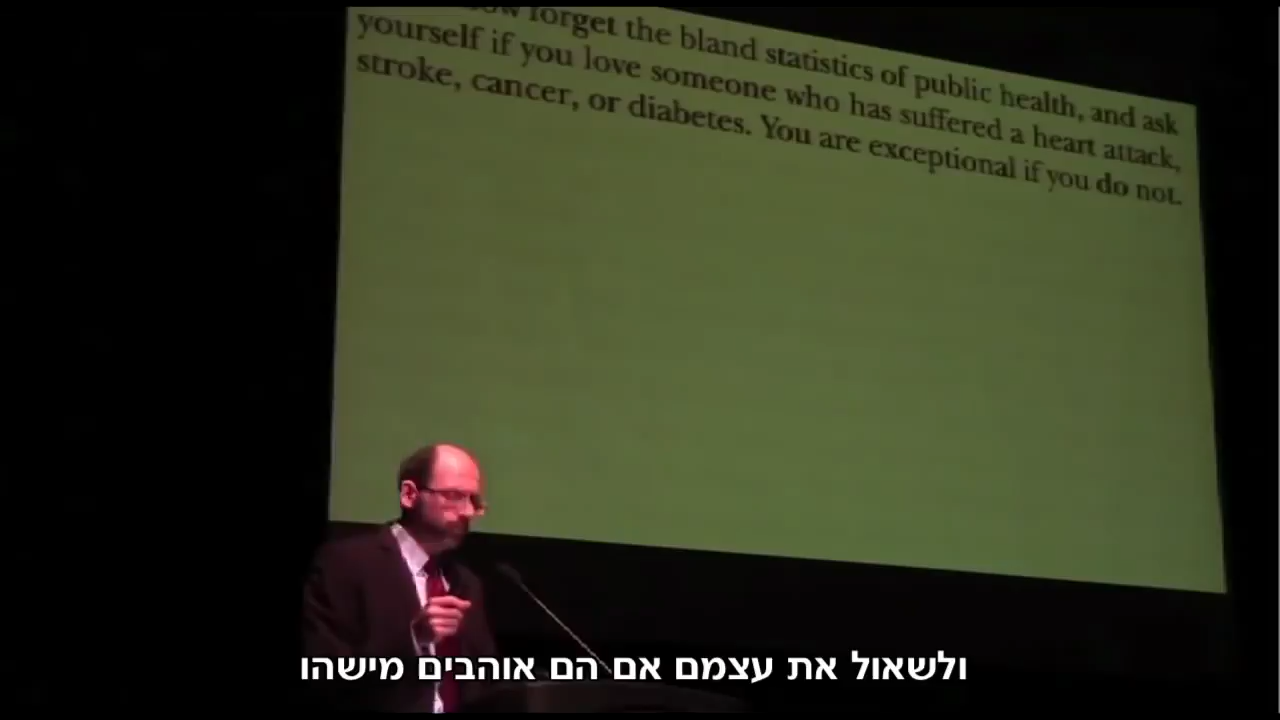 forget the bland statistics of public health, and ask
yourself if you love someone who has suffered a heart attack,
stroke, cancer, or diabetes. You are exceptional if you do not.
ולשאול את עצמם אם הם אוהבים מישהו